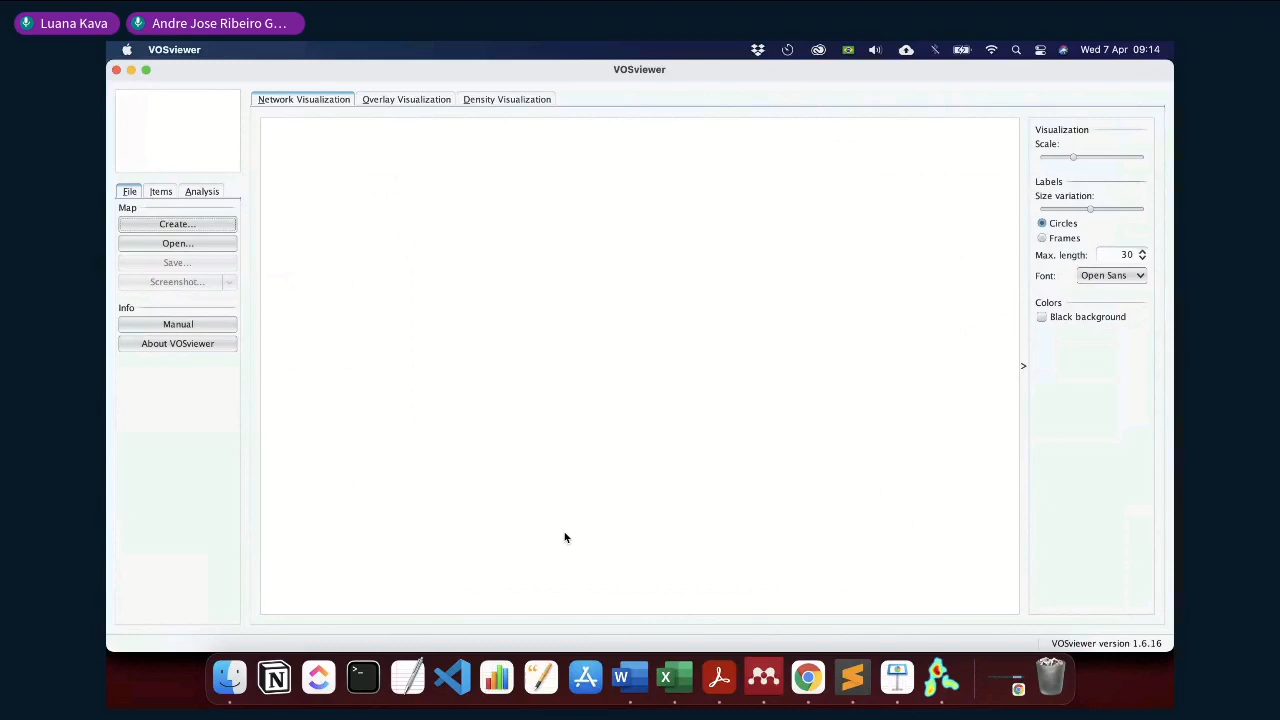 Luana Kava
Andre Jose Ribeiro G...
VOSviewer
Wed 7 Apr 09:14
VOSviewer
Network Visualization
Overlay Visualization
Density Visualization
File
Items
Analysis
Map
Create...
Open...
Save...
Screenshot...
Info
Manual
About VOSviewer
>
Visualization
Scale:
Labels
Size variation:
Circles
Frames
Max. length:
30
Font:
Open Sans
Colors
Black background
VOSviewer version 1.6.16